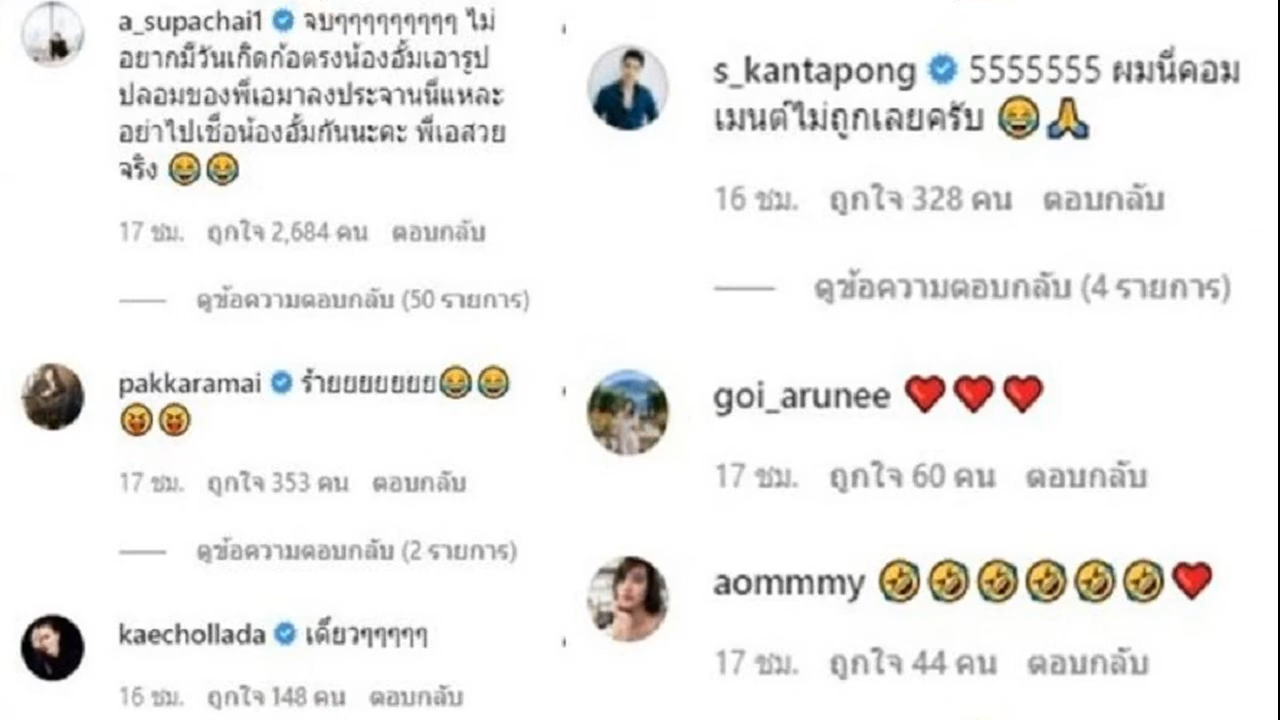 a_supachai1 จบๆๆๆๆๆๆๆๆๆ ไม่
อยากมีวันเกิดก้อตรงน้องอั้มเอารูป
ปลอมของพี่เอมาลงประจานนี่แหละ
อย่าไปเชื่อน้องอั้มกันนะคะ พี่เอสวย
จริง 😂😂
17 ชม. ถูกใจ 2,684 คน ตอบกลับ
ดูข้อความตอบกลับ (50 รายการ)
pakkaramai ร้ายยยยยยย😂😂
😝😝
17 ชม. ถูกใจ 353 คน ตอบกลับ
ดูข้อความตอบกลับ (2 รายการ)
kaechollada เดี๋ยวๆๆๆๆๆ
16 ชม. ถูกใจ 148 คน ตอบกลับ
s_kantapong 5555555 ผมนี่คอม
เมนต์ไม่ถูกเลยครับ 😂🙏
16 ชม. ถูกใจ 328 คน ตอบกลับ
ดูข้อความตอบกลับ (4 รายการ)
goi_arunee ❤️❤️❤️
17 ชม. ถูกใจ 60 คน ตอบกลับ
aommmy 🤣🤣🤣🤣🤣🤣❤️
17 ชม. ถูกใจ 44 คน ตอบกลับ